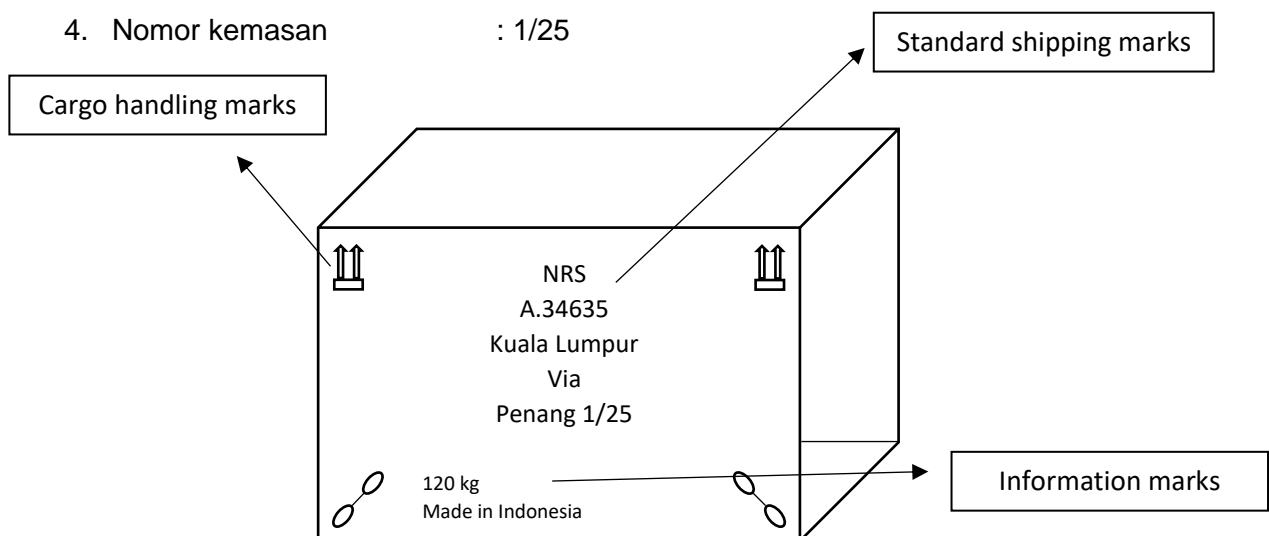 4. Nomor kemasan : 1/25
Standard shipping marks
Cargo handling marks
NRS
A.34635
Kuala Lumpur
Via
Penang 1/25
120 kg
Made in Indonesia
Information marks